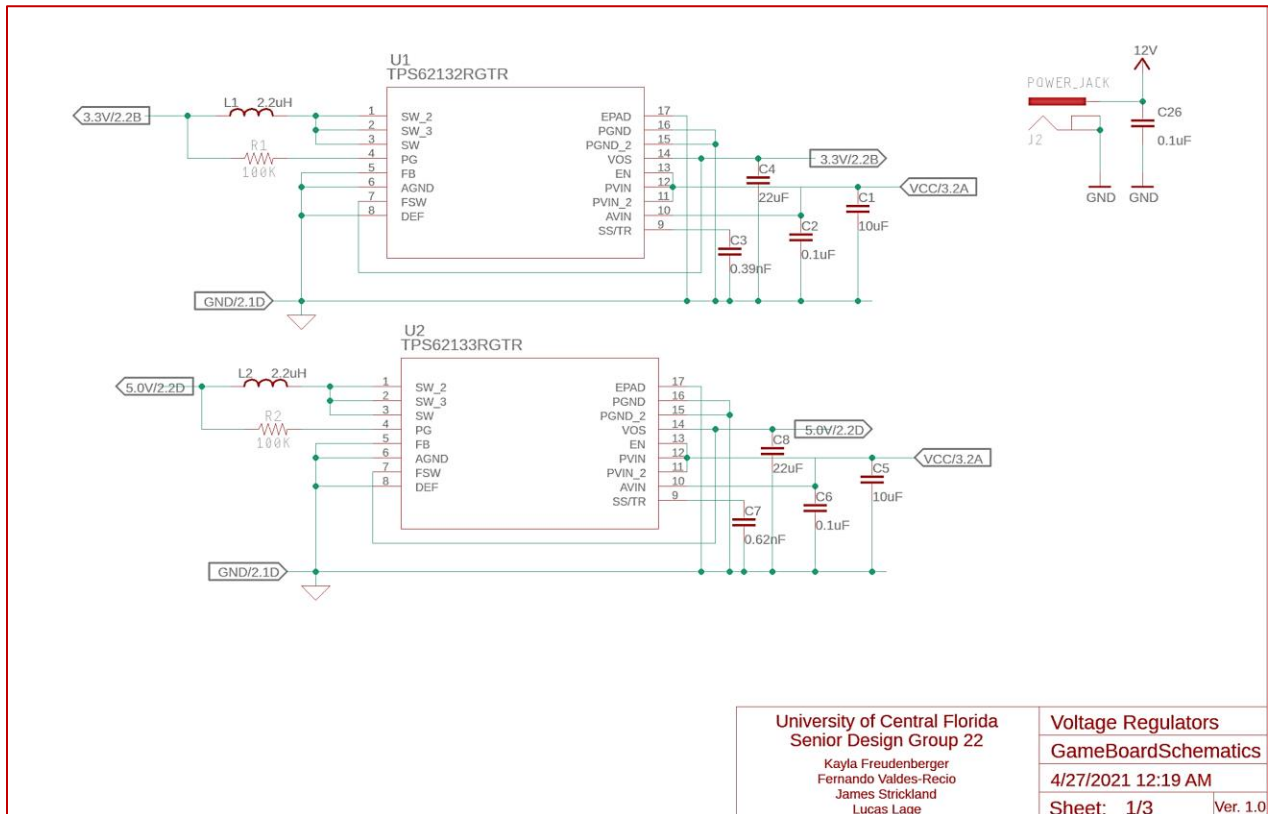 U1
TPS62132RGTR
3.3V/2.2B
L1 2.2uH
R1
100K
1 SW_2
2 SW_3
3 SW
4 PG
5 FB
6 AGND
7 FSW
8 DEF
EPAD 17
PGND 16
PGND_2 15
VOS 14
EN 13
PVIN 12
PVIN_2 11
AVIN 10
SS/TR 9
C4
22uF
3.3V/2.2B
VCC/3.2A
C1
10uF
C2
0.1uF
C3
0.39nF
GND/2.1D
12V
POWER_JACK
J2
C26
0.1uF
GND
GND
U2
TPS62133RGTR
5.0V/2.2D
L2 2.2uH
R2
100K
1 SW_2
2 SW_3
3 SW
4 PG
5 FB
6 AGND
7 FSW
8 DEF
EPAD 17
PGND 16
PGND_2 15
VOS 14
EN 13
PVIN 12
PVIN_2 11
AVIN 10
SS/TR 9
5.0V/2.2D
C8
22uF
VCC/3.2A
C5
10uF
C6
0.1uF
C7
0.62nF
GND/2.1D
University of Central Florida
Senior Design Group 22
Kayla Freudenberger
Fernando Valdes-Recio
James Strickland
Lucas Lage
Voltage Regulators
GameBoardSchematics
4/27/2021 12:19 AM
Sheet: 1/3 Ver. 1.0